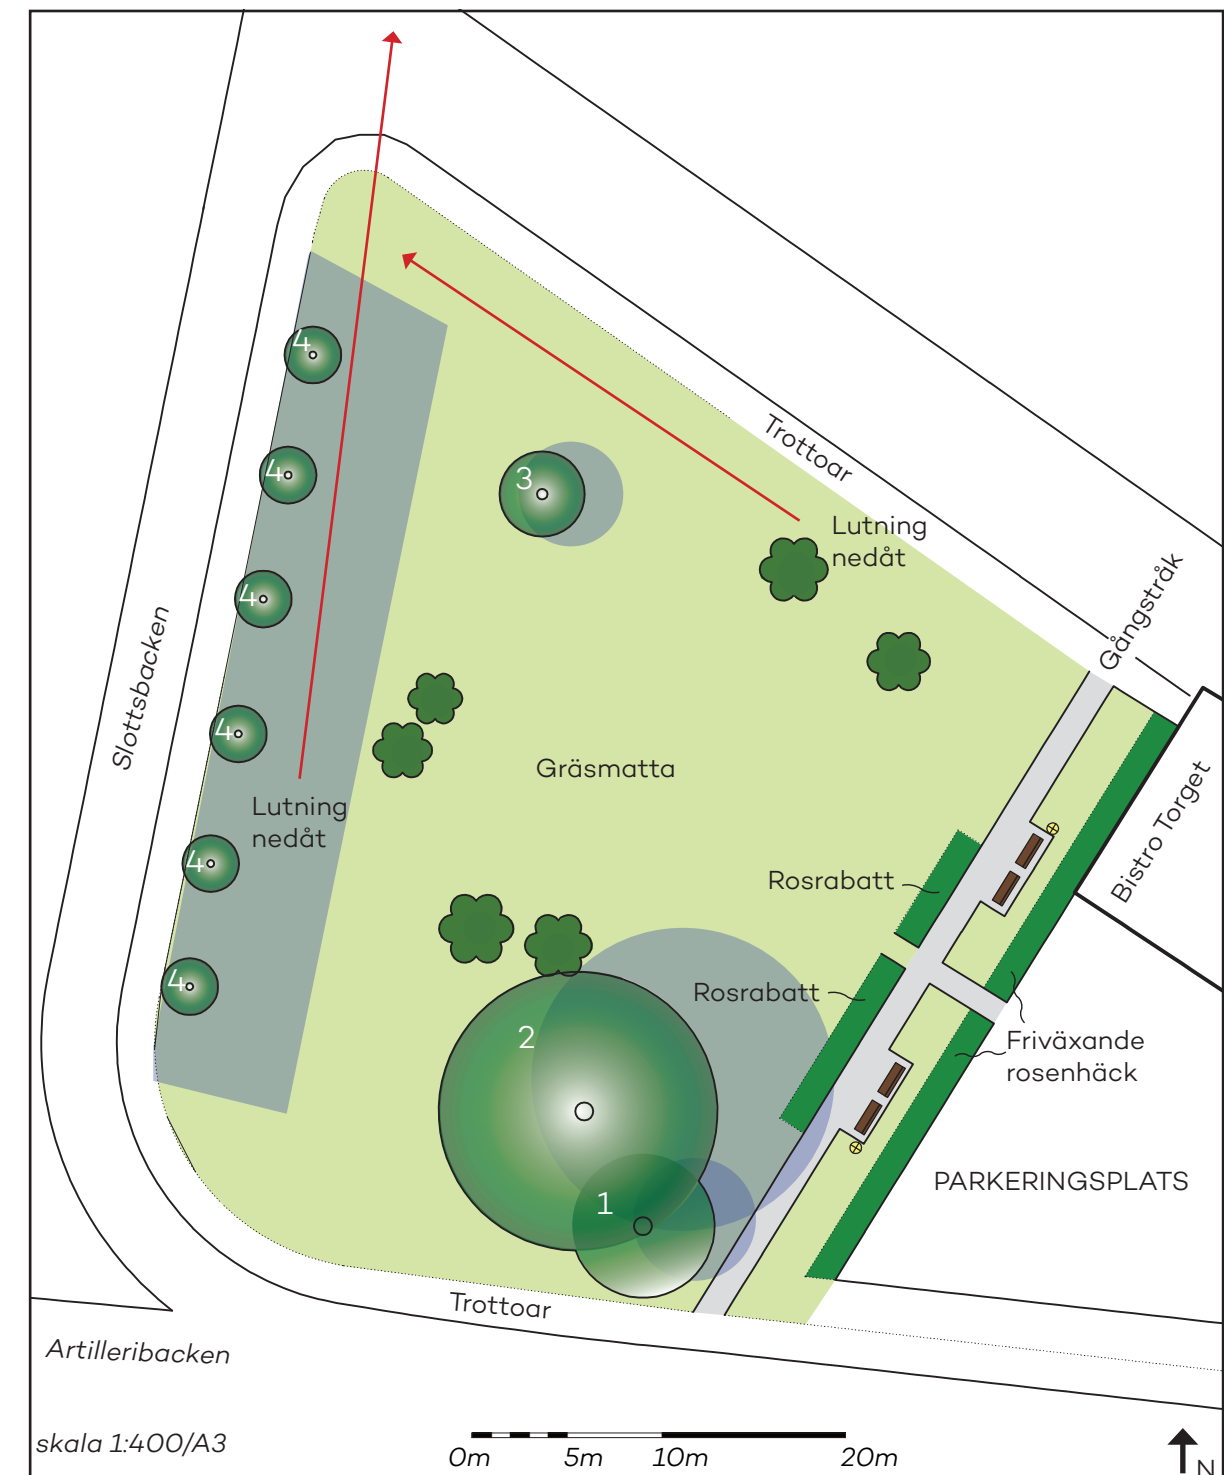 4
Trottoar
4
3
Lutning
nedåt
Gångstråk
4
Slottsbacken
4
Gräsmatta
Lutning
nedåt
Bistro Torget
4
Rosrabatt
4
Rosrabatt
2
Friväxande
rosenhäck
1
PARKERINGSPLATS
Trottoar
Artilleribacken
skala 1:400/A3
0m 5m 10m 20m
N